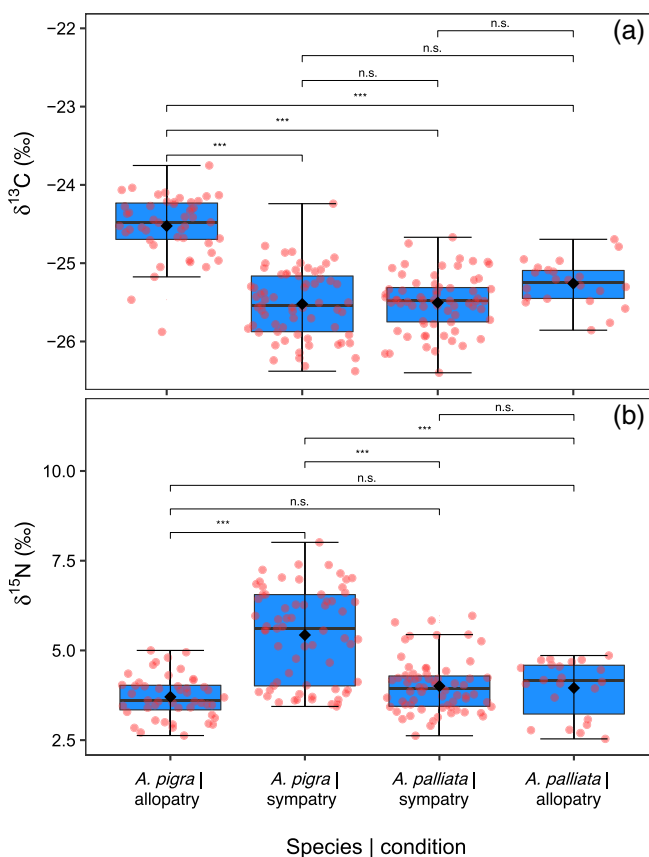 (a)
n.s.
n.s.
n.s.
***
***
***
δ13C (‰)
−22
−23
−24
−25
−26
(b)
n.s.
***
***
n.s.
n.s.
***
δ15N (‰)
10.0
7.5
5.0
2.5
A. pigra | allopatry
A. pigra | sympatry
A. palliata | sympatry
A. palliata | allopatry
Species | condition